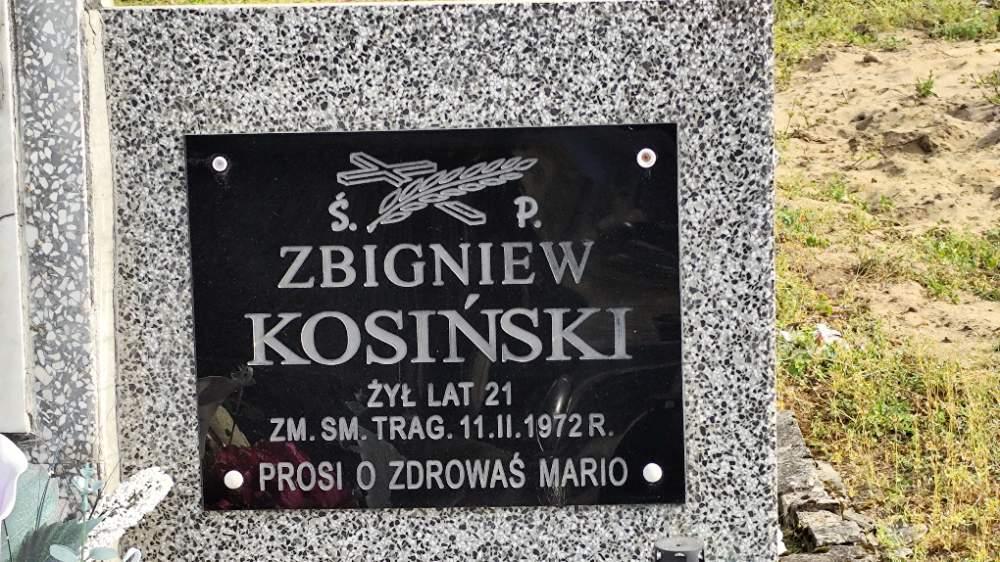 Ś. P.
ZBIGNIEW
KOSIŃSKI
ŻYŁ LAT 21
ZM. SM. TRAG. 11.II.1972 R.
PROSI O ZDROWAŚ MARIO